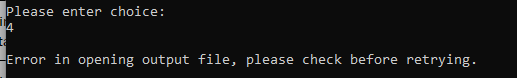 Please enter choice:
4
Error in opening output file, please check before retrying.